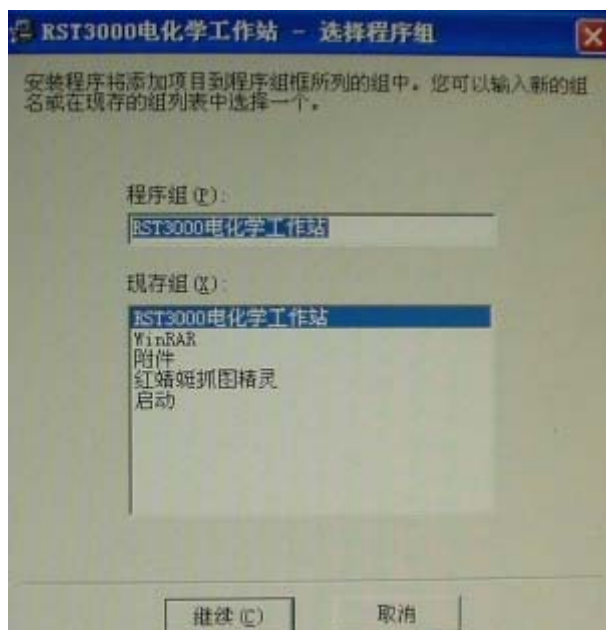 RST3000电化学工作站 - 选择程序组
安装程序将添加项目到程序组框所列的组中。您可以输入新的组
名或在现存的组列表中选择一个。
程序组(P):
RST3000电化学工作站
现存组(X):
RST3000电化学工作站
WinRAR
附件
红蜻蜓抓图精灵
启动
继续(C)
取消